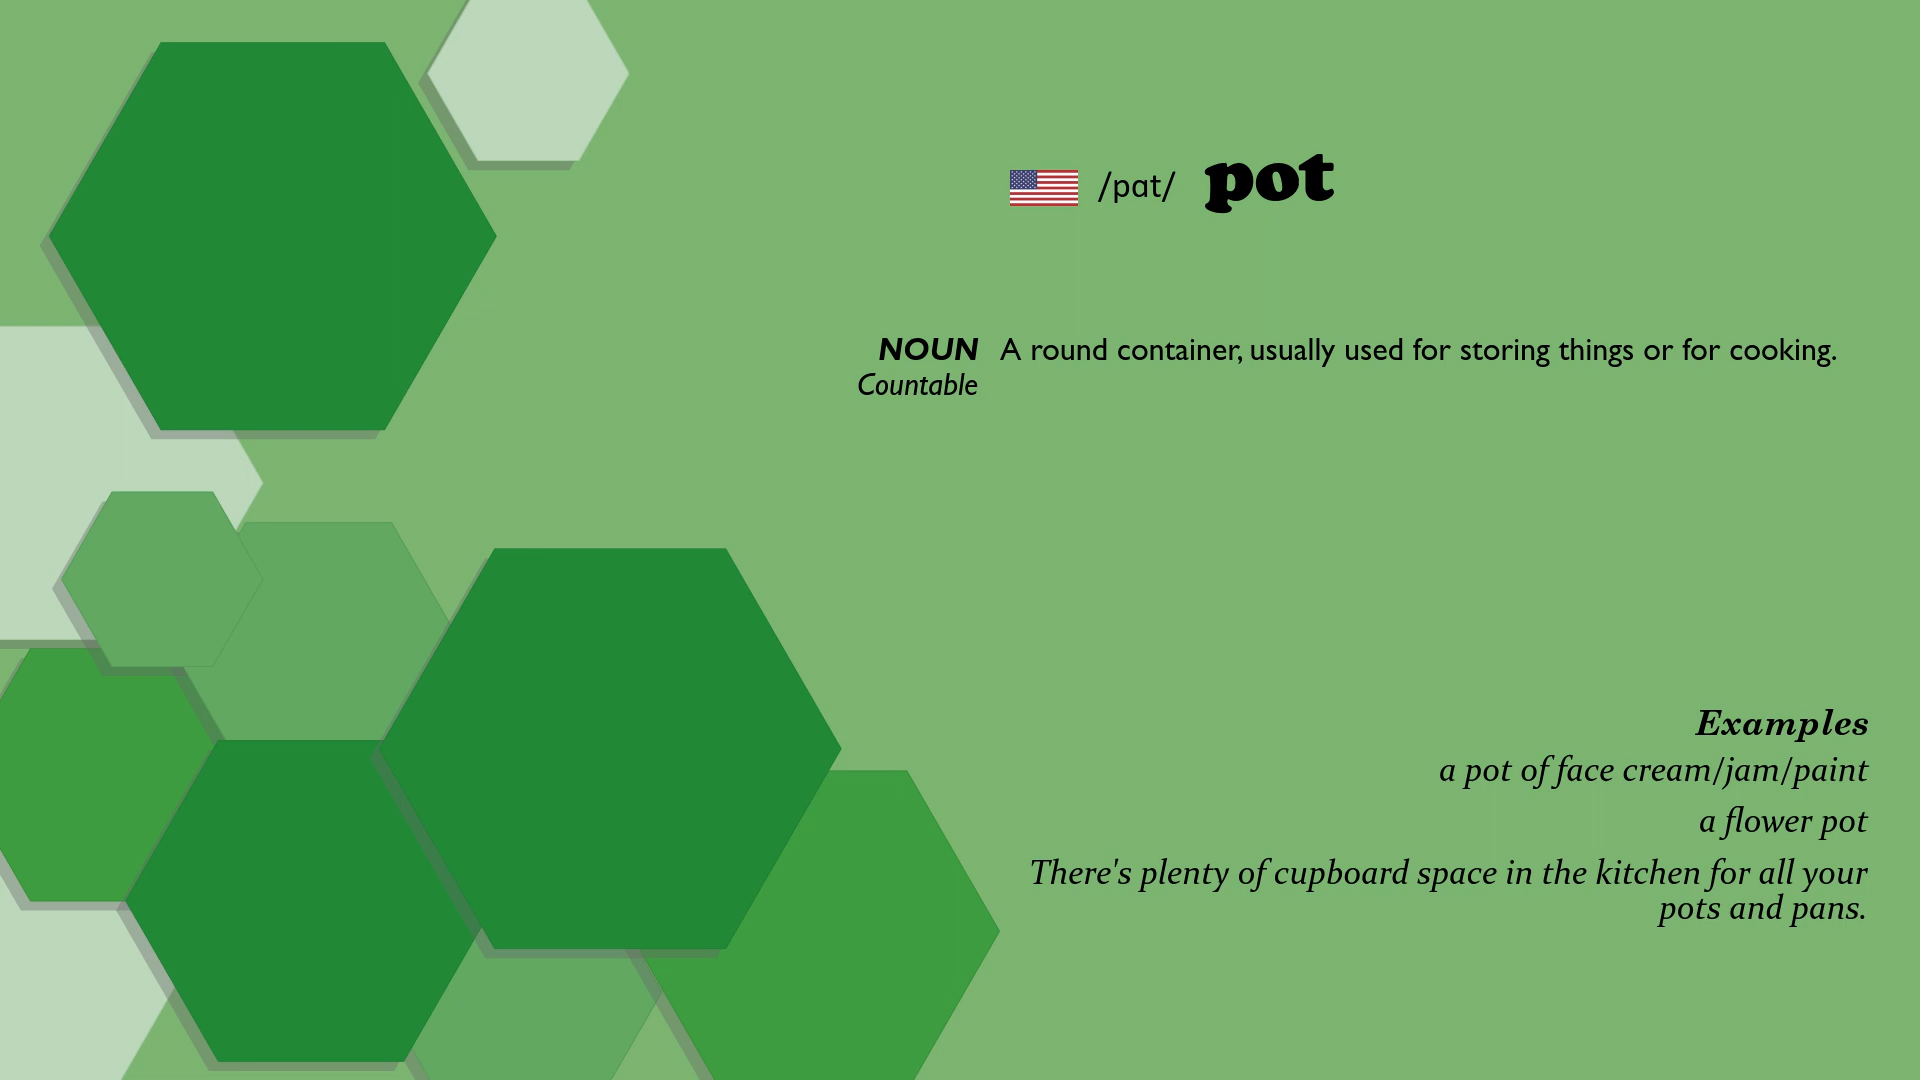 /pɑt/ pot
NOUN A round container, usually used for storing things or for cooking.
Countable
Examples
a pot of face cream/jam/paint
a flower pot
There's plenty of cupboard space in the kitchen for all your
pots and pans.